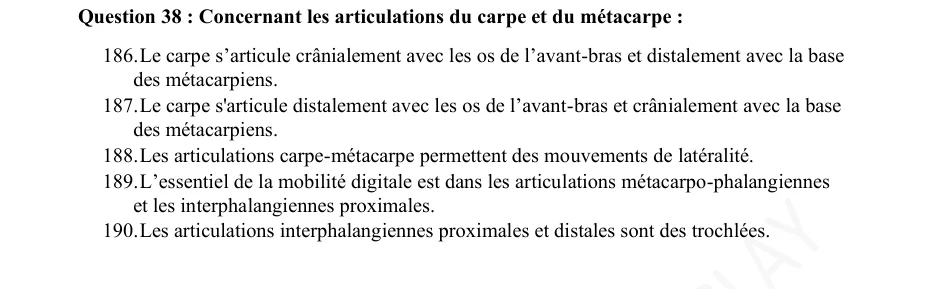 Question 38 : Concernant les articulations du carpe et du métacarpe :
186.Le carpe s’articule crânialement avec les os de l’avant-bras et distalement avec la base
des métacarpiens.
187.Le carpe s'articule distalement avec les os de l’avant-bras et crânialement avec la base
des métacarpiens.
188.Les articulations carpe-métacarpe permettent des mouvements de latéralité.
189.L’essentiel de la mobilité digitale est dans les articulations métacarpo-phalangiennes
et les interphalangiennes proximales.
190.Les articulations interphalangiennes proximales et distales sont des trochlées.